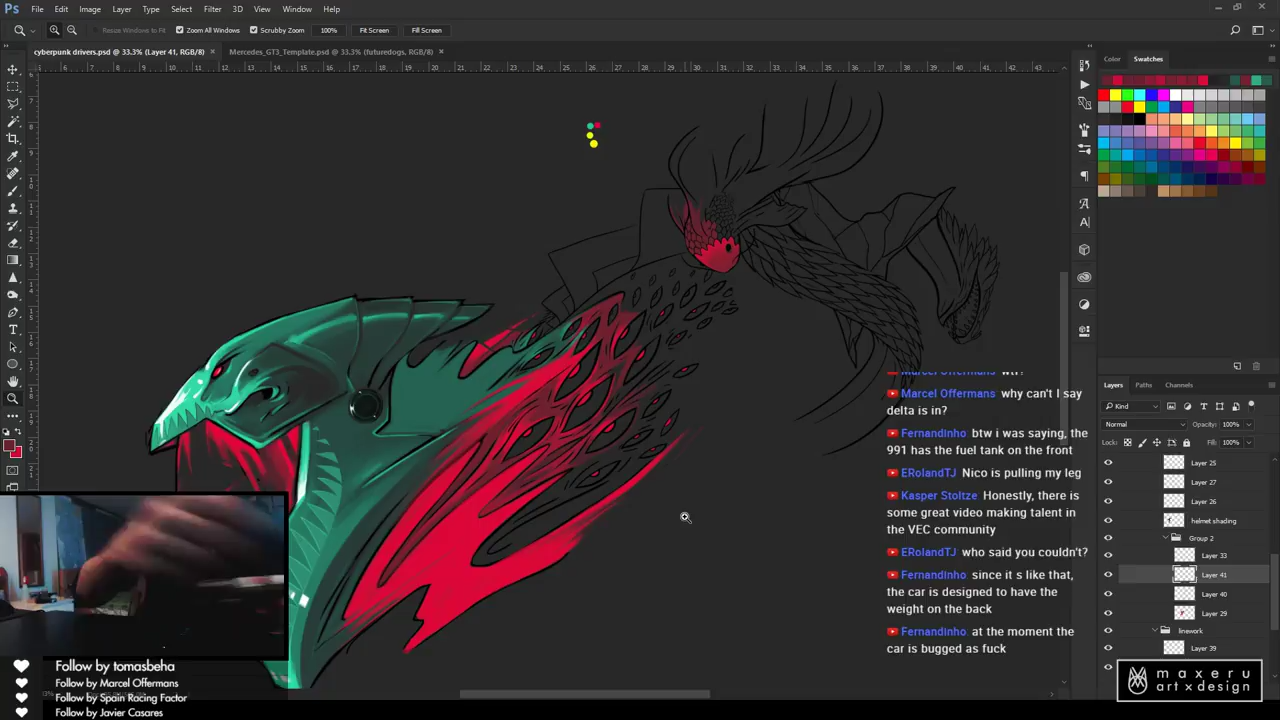 Ps File Edit Image Layer Type Select Filter 3D View Window Help
Resize Windows to Fit Zoom All Windows Scrubby Zoom 100% Fit Screen Fill Screen
cyberpunk drivers.psd @ 33.3% (Layer 41, RGB/8) Mercedes_GT3_Template.psd @ 33.3% (futuredogs, RGB/8)
Color Swatches
Marcel Offermans why can't I say
delta is in?
Fernandinho btw i was saying, the
991 has the fuel tank on the front
ERolandTJ Nico is pulling my leg
Kasper Stoltze Honestly, there is
some great video making talent in
the VEC community
ERolandTJ who said you couldn't?
Fernandinho since it s like that,
the car is designed to have the
weight on the back
Fernandinho at the moment the
car is bugged as fuck
Layers Paths Channels
Kind
Normal Opacity: 100%
Lock: Fill: 100%
Layer 25
Layer 27
Layer 26
helmet shading
Group 2
Layer 33
Layer 41
Layer 40
Layer 29
linework
Layer 39
maxeru
art x design
Follow by tomasbeha
Follow by Marcel Offermans
Follow by Spain Racing Factor
Follow by Javier Casares